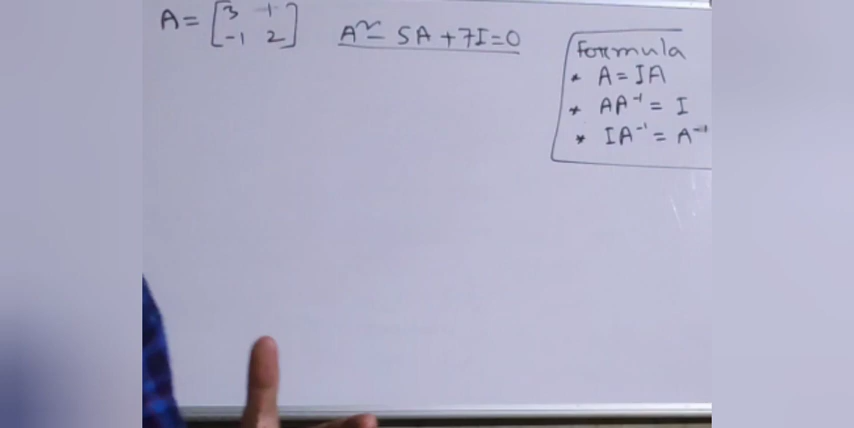 A = [3 1
-1 2]
A² - 5A + 7I = 0
Formula
* A = IA
* AA⁻¹ = I
* IA⁻¹ = A⁻¹